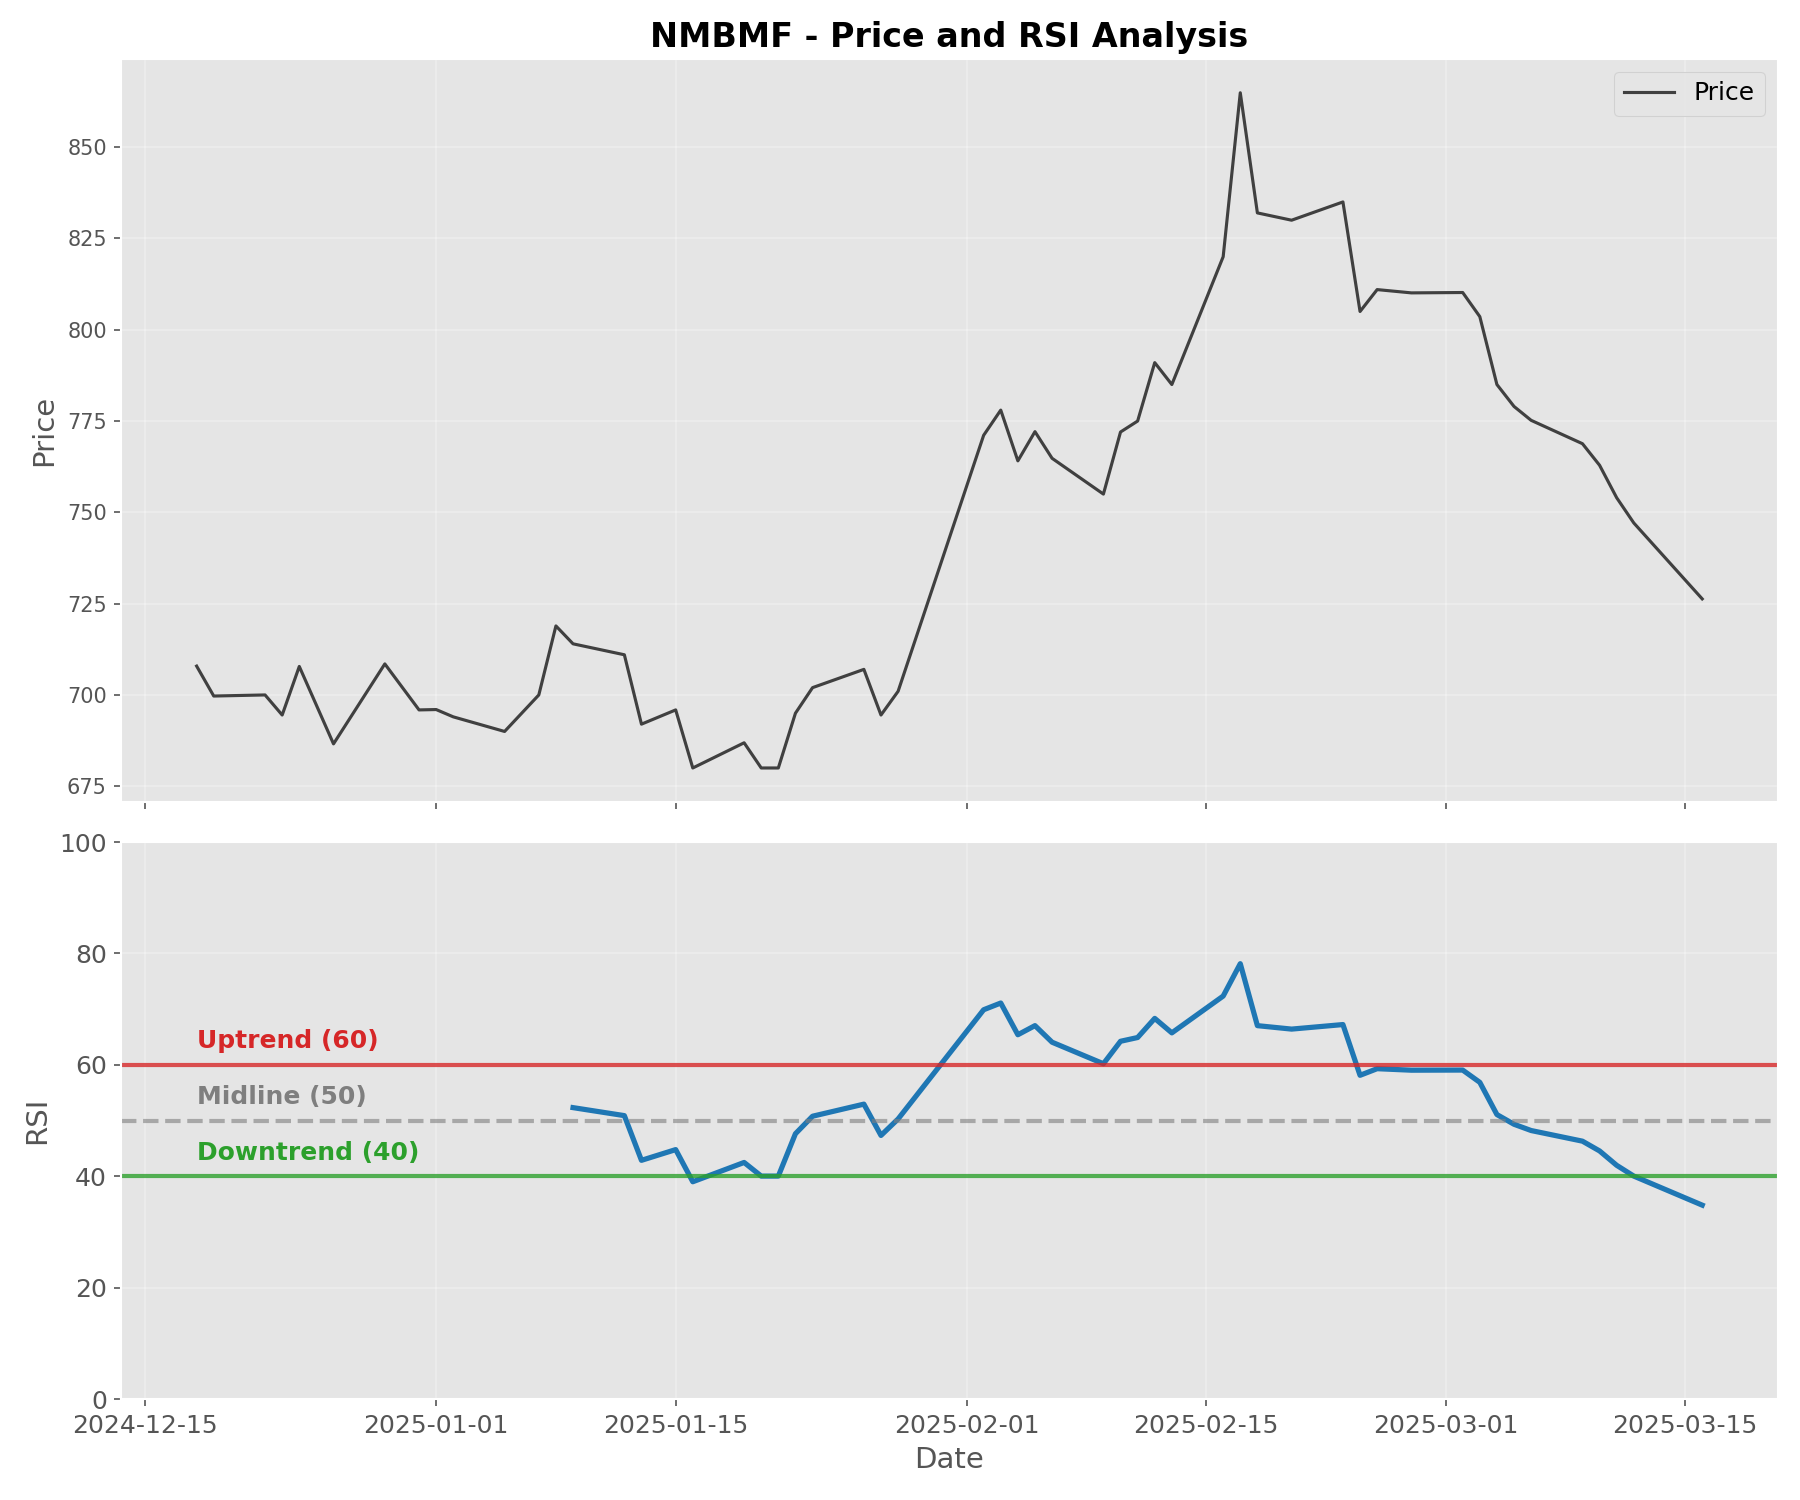 NMBMF - Price and RSI Analysis
Price
850
825
800
775
750
725
700
675
Price
100
80
60
40
20
0
RSI
Uptrend (60)
Midline (50)
Downtrend (40)
2024-12-15
2025-01-01
2025-01-15
2025-02-01
2025-02-15
2025-03-01
2025-03-15
Date